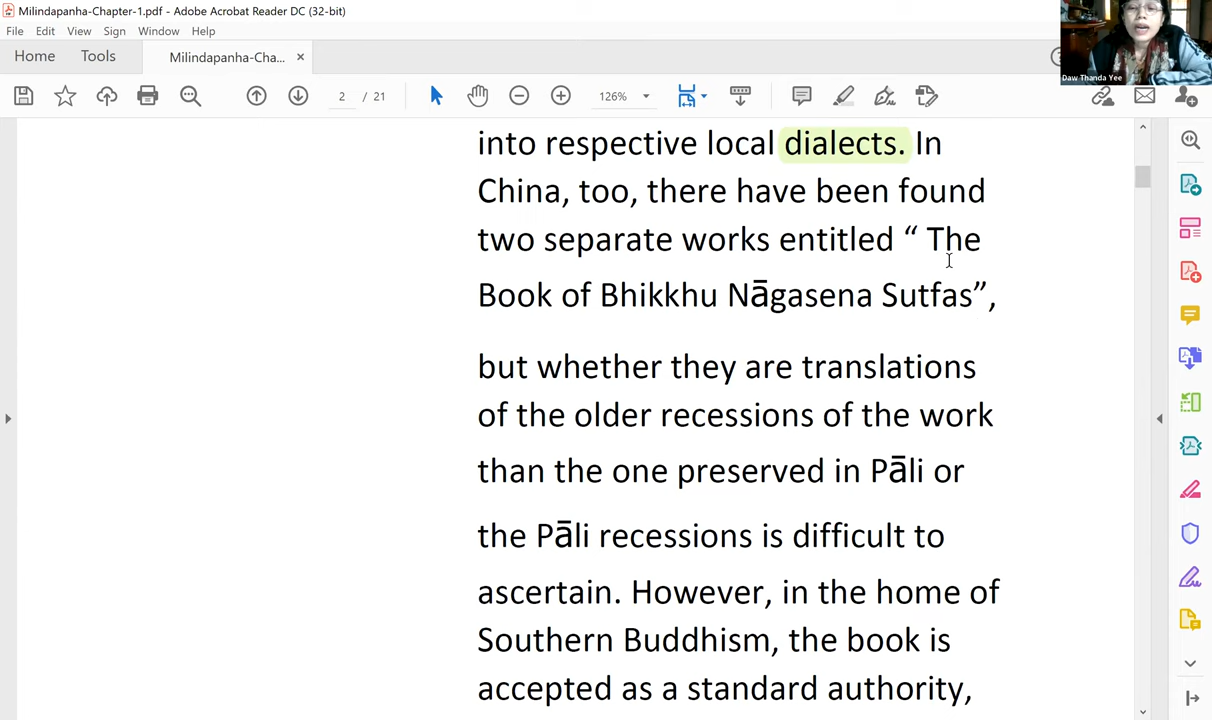 Milindapanha-Chapter-1.pdf - Adobe Acrobat Reader DC (32-bit)
File Edit View Sign Window Help
Home Tools Milindapanha-Cha... ×
Daw Thanda Yee
2 / 21 126%
into respective local dialects. In
China, too, there have been found
two separate works entitled “ The
Book of Bhikkhu Nāgasena Sutfas”,
but whether they are translations
of the older recessions of the work
than the one preserved in Pāli or
the Pāli recessions is difficult to
ascertain. However, in the home of
Southern Buddhism, the book is
accepted as a standard authority,